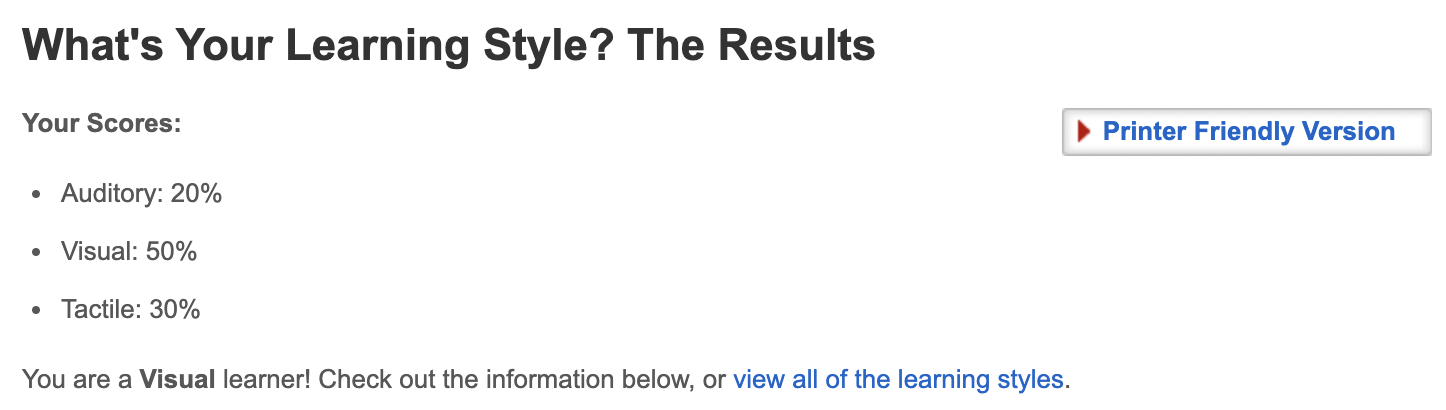 What's Your Learning Style? The Results
Your Scores:
Printer Friendly Version
• Auditory: 20%
• Visual: 50%
• Tactile: 30%
You are a Visual learner! Check out the information below, or view all of the learning styles.